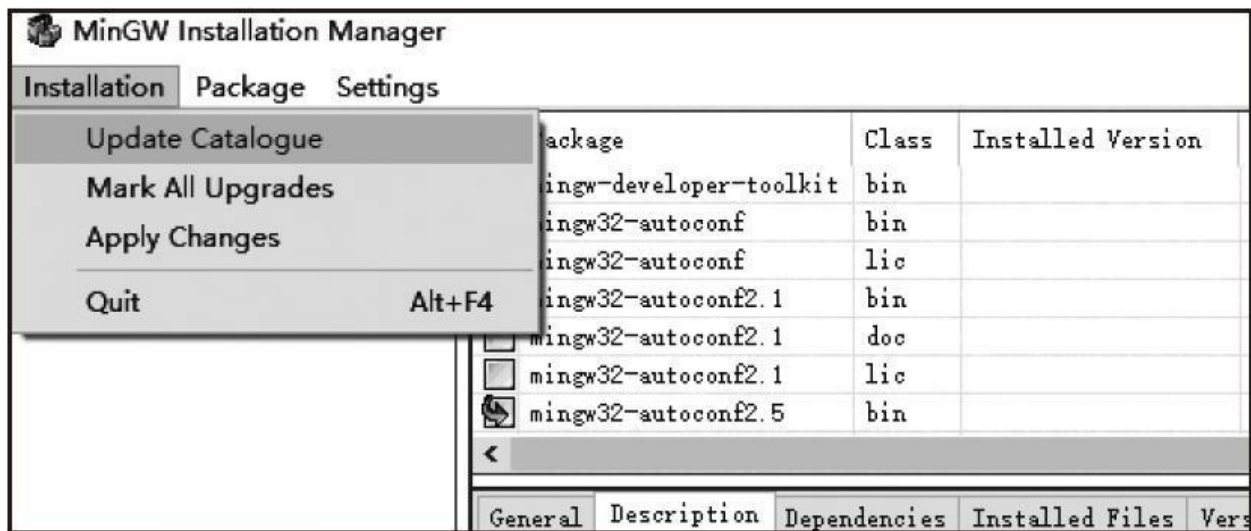 MinGW Installation Manager
Installation Package Settings
Update Catalogue
Mark All Upgrades
Apply Changes
Quit Alt+F4
ackage Class Installed Version
ingw-developer-toolkit bin
ingw32-autoconf bin
ingw32-autoconf lic
ingw32-autoconf2.1 bin
mingw32-autoconf2.1 doc
mingw32-autoconf2.1 lic
mingw32-autoconf2.5 bin
General Description Dependencies Installed Files Vers